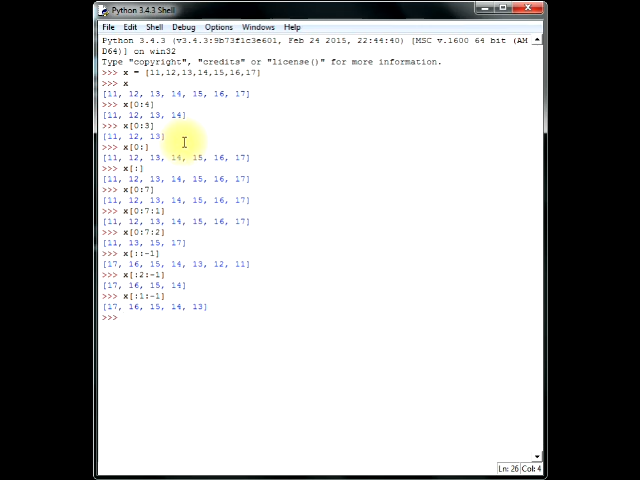 Python 3.4.3 Shell
File Edit Shell Debug Options Windows Help
Python 3.4.3 (v3.4.3:9b73f1c3e601, Feb 24 2015, 22:44:40) [MSC v.1600 64 bit (AM
D64)] on win32
Type "copyright", "credits" or "license()" for more information.
>>> x = [11,12,13,14,15,16,17]
>>> x
[11, 12, 13, 14, 15, 16, 17]
>>> x[0:4]
[11, 12, 13, 14]
>>> x[0:3]
[11, 12, 13]
>>> x[0:]
[11, 12, 13, 14, 15, 16, 17]
>>> x[:]
[11, 12, 13, 14, 15, 16, 17]
>>> x[0:7]
[11, 12, 13, 14, 15, 16, 17]
>>> x[0:7:1]
[11, 12, 13, 14, 15, 16, 17]
>>> x[0:7:2]
[11, 13, 15, 17]
>>> x[::-1]
[17, 16, 15, 14, 13, 12, 11]
>>> x[:2:-1]
[17, 16, 15, 14]
>>> x[:1:-1]
[17, 16, 15, 14, 13]
>>>
Ln: 26 Col: 4